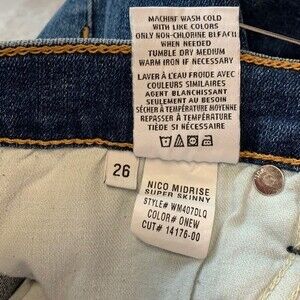 MACHINE WASH COLD
WITH LIKE COLORS
ONLY NON-CHLORINE BLEACH
WHEN NEEDED
TUMBLE DRY MEDIUM
WARM IRON IF NECESSARY
LAVER À L'EAU FROIDE AVEC
COULEURS SIMILAIRES
AGENT BLANCHISSANT
SEULEMENT AU BESOIN
SÉCHER À TEMPÉRATURE MOYENNE
REPASSER À TEMPÉRATURE
TIÈDE SI NÉCESSAIRE
26
NICO MIDRISE
SUPER SKINNY
STYLE# WM407DLQ
COLOR# ONEW
CUT# 14176-00